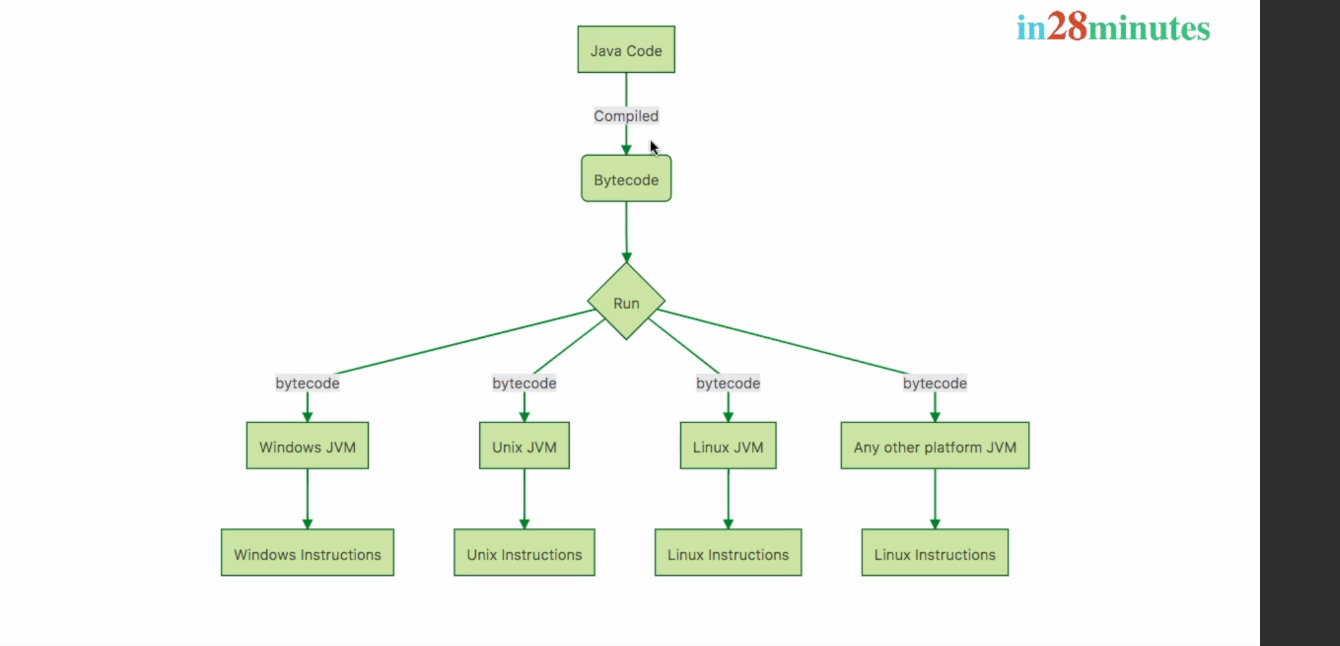 in28minutes
Java Code
Compiled
Bytecode
Run
bytecode bytecode bytecode bytecode
Windows JVM Unix JVM Linux JVM Any other platform JVM
Windows Instructions Unix Instructions Linux Instructions Linux Instructions